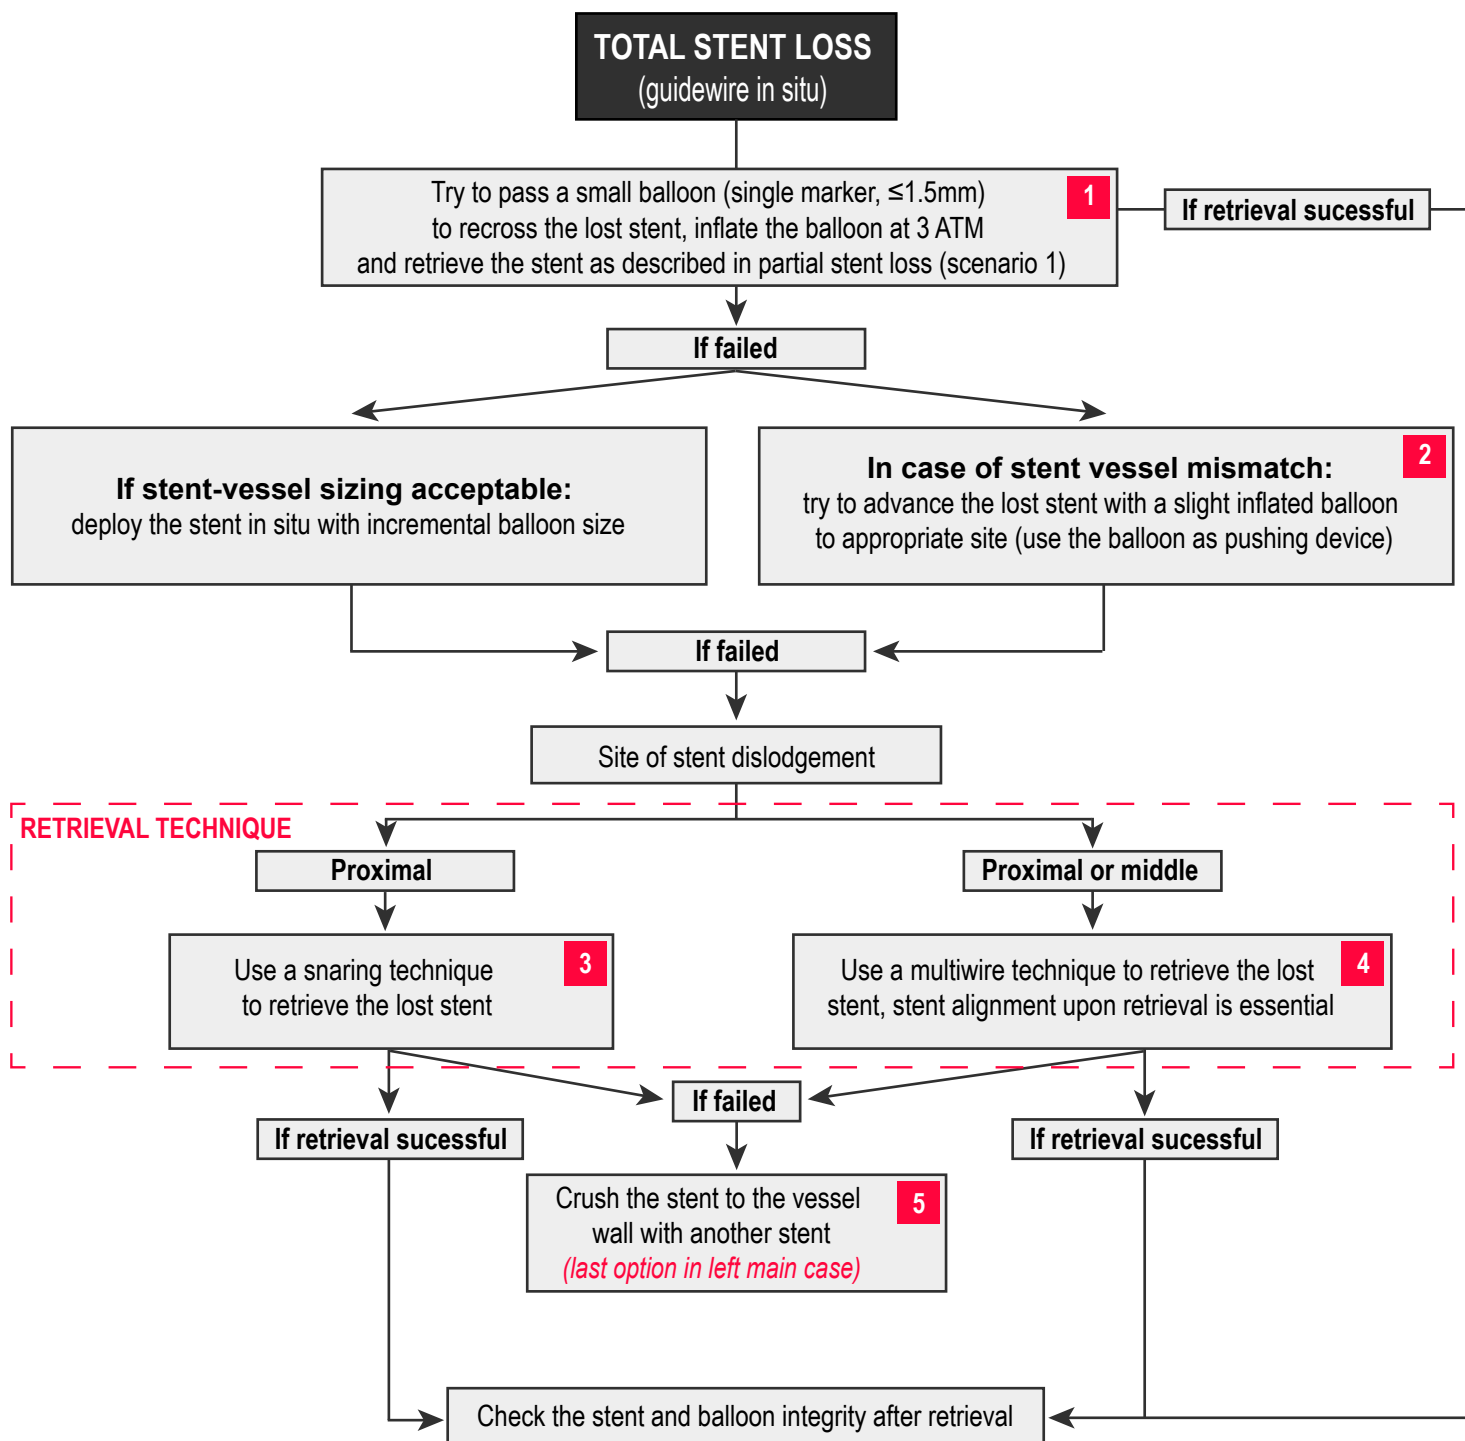 TOTAL STENT LOSS
(guidewire in situ)
1
Try to pass a small balloon (single marker, ≤1.5mm)
to recross the lost stent, inflate the balloon at 3 ATM
and retrieve the stent as described in partial stent loss (scenario 1)
If retrieval sucessful
If failed
If stent-vessel sizing acceptable:
deploy the stent in situ with incremental balloon size
2
In case of stent vessel mismatch:
try to advance the lost stent with a slight inflated balloon
to appropriate site (use the balloon as pushing device)
If failed
Site of stent dislodgement
RETRIEVAL TECHNIQUE
Proximal
Proximal or middle
3
Use a snaring technique
to retrieve the lost stent
4
Use a multiwire technique to retrieve the lost
stent, stent alignment upon retrieval is essential
If failed
If retrieval sucessful
If retrieval sucessful
5
Crush the stent to the vessel
wall with another stent
(last option in left main case)
Check the stent and balloon integrity after retrieval